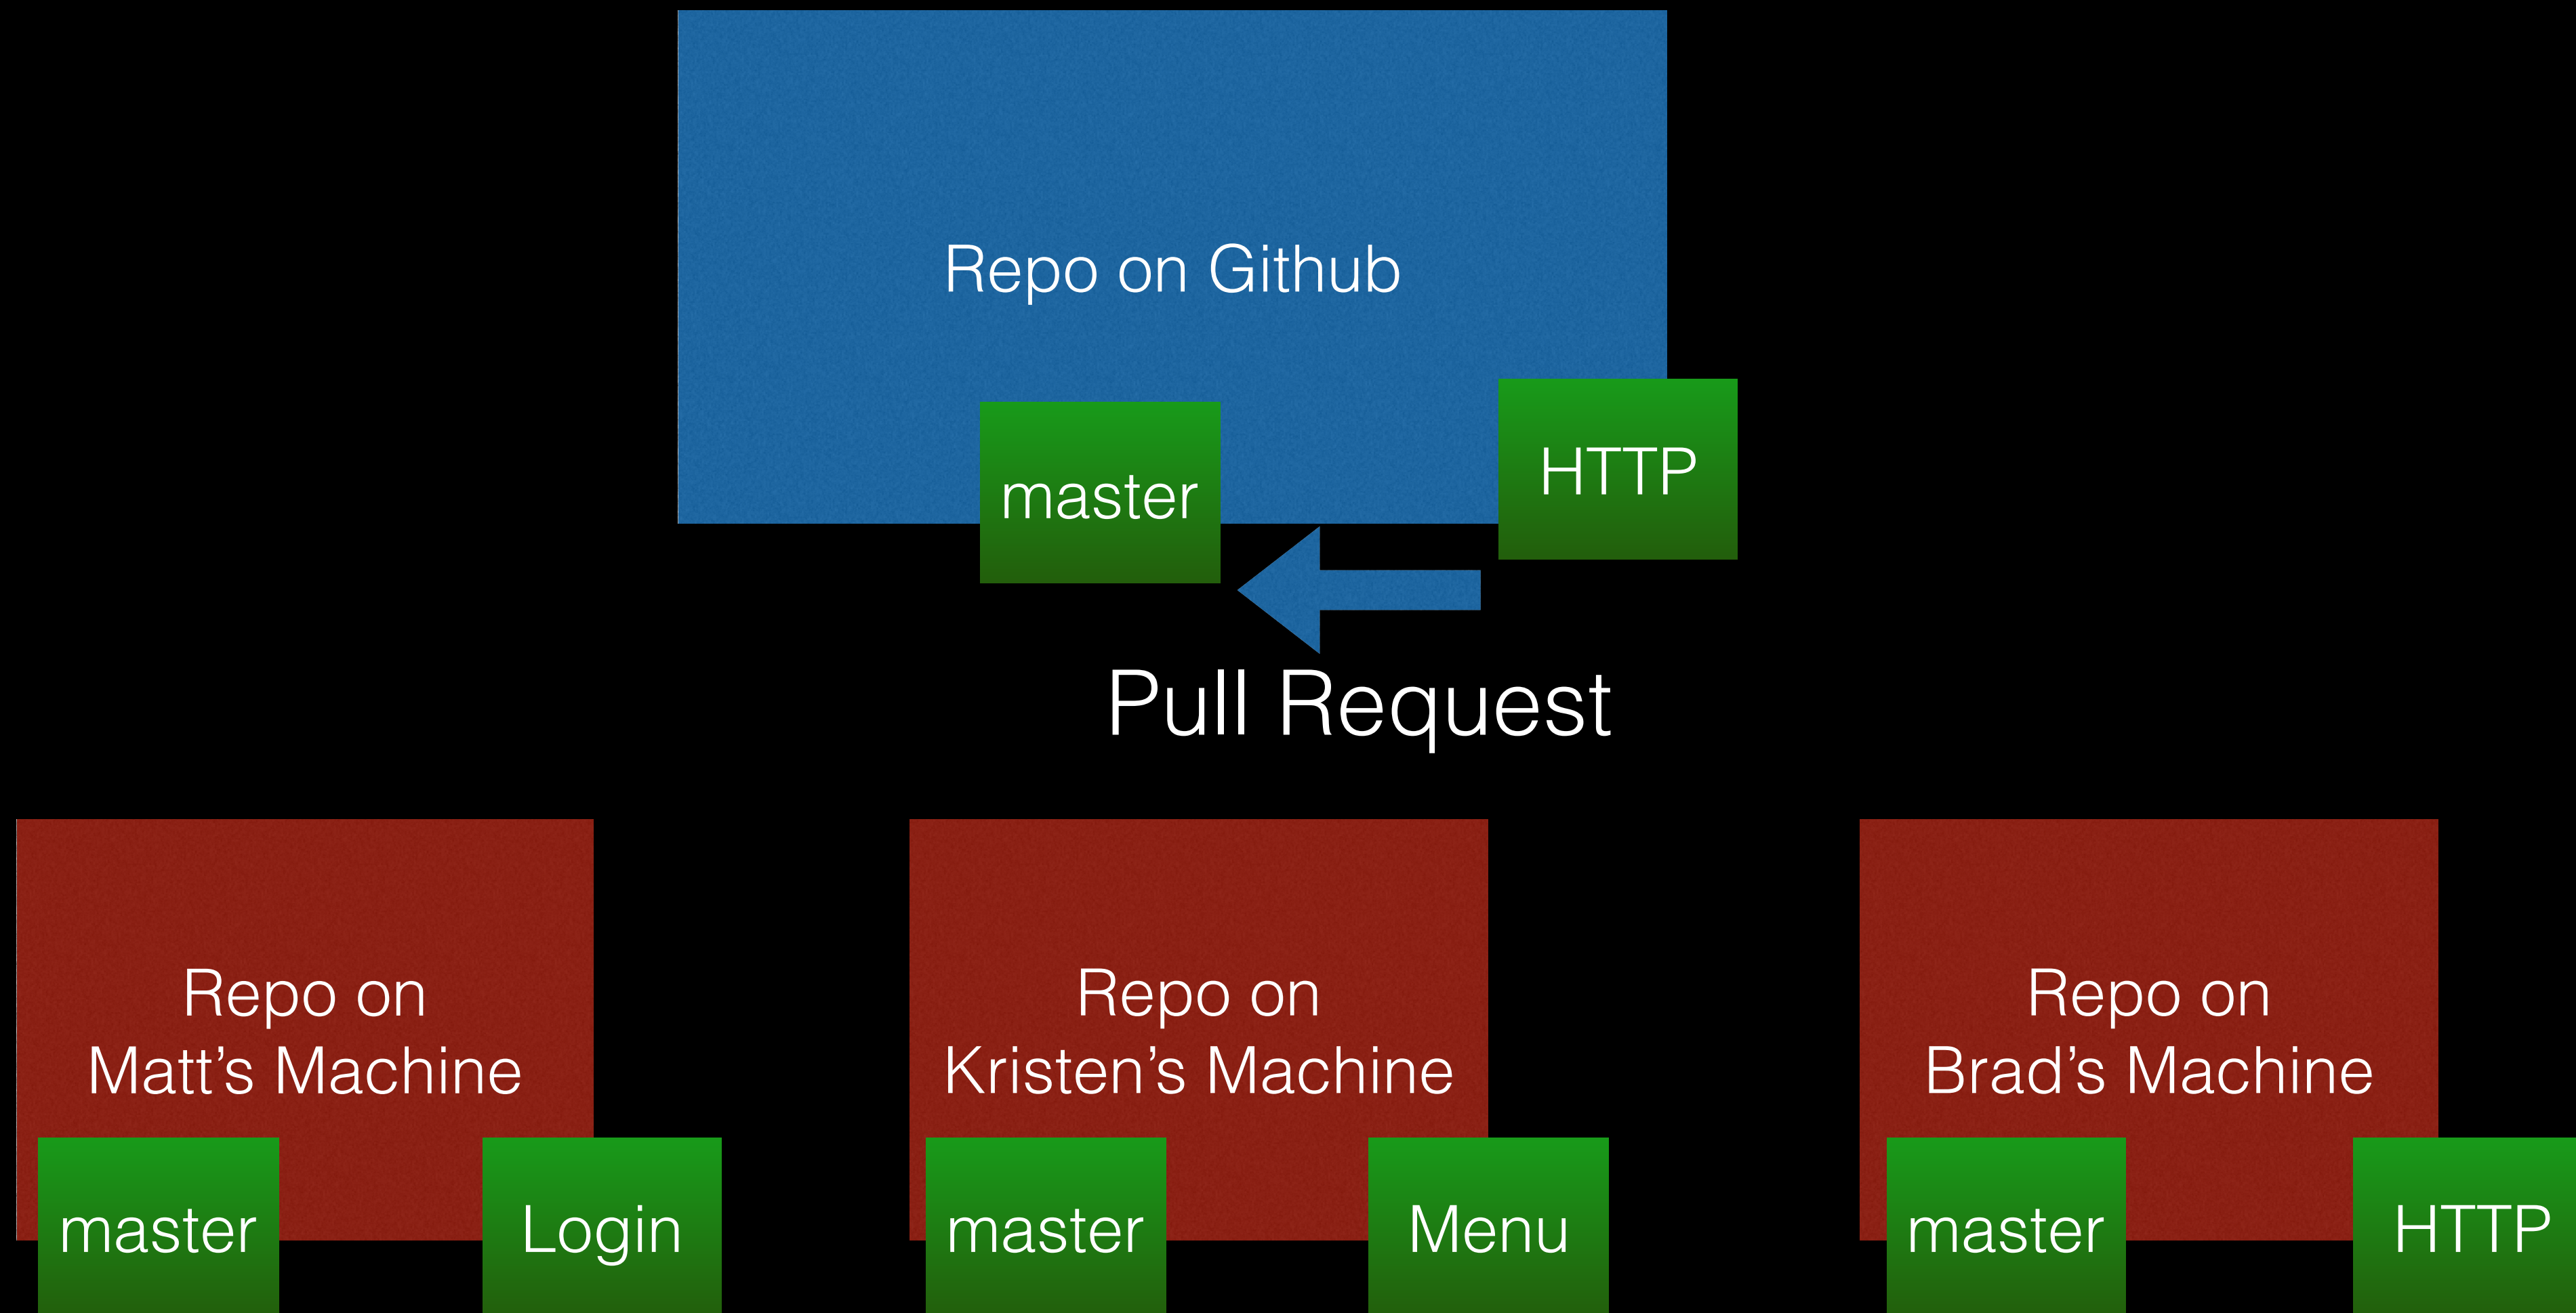 Repo on Github
master
HTTP
Pull Request
Repo on
Matt’s Machine
master
Login
Repo on
Kristen’s Machine
master
Menu
Repo on
Brad’s Machine
master
HTTP